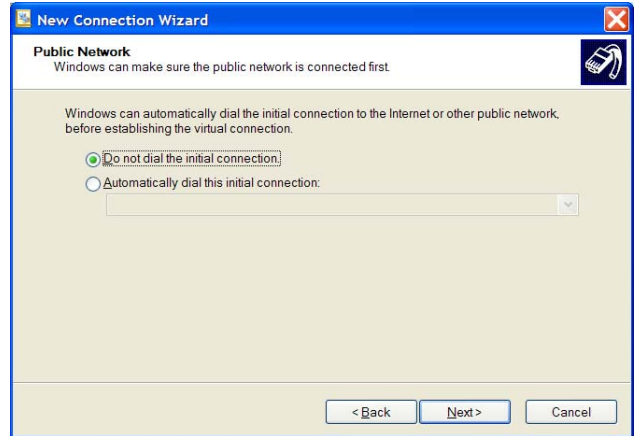 New Connection Wizard
Public Network
Windows can make sure the public network is connected first.
Windows can automatically dial the initial connection to the Internet or other public network,
before establishing the virtual connection.
Do not dial the initial connection.
Automatically dial this initial connection:
< Back Next > Cancel